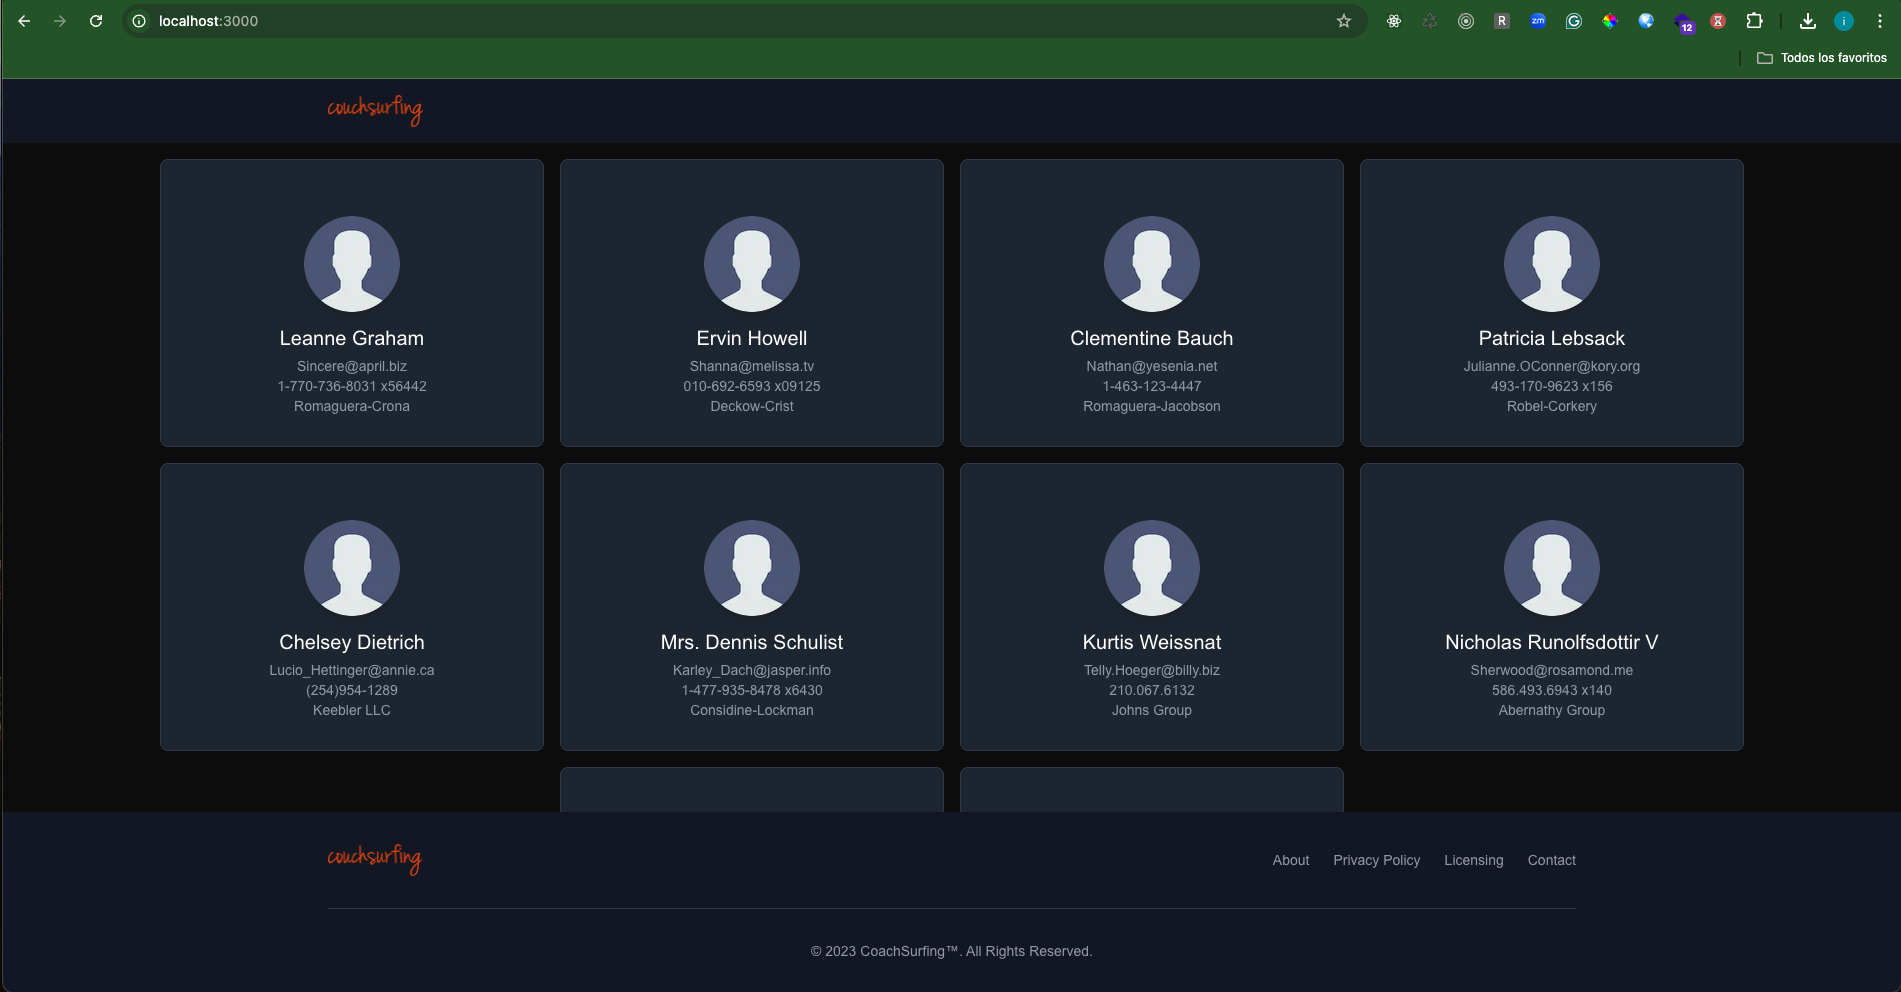 localhost:3000
R
zm
G
12
i
Todos los favoritos
couchsurfing
Leanne Graham
Sincere@april.biz
1-770-736-8031 x56442
Romaguera-Crona
Ervin Howell
Shanna@melissa.tv
010-692-6593 x09125
Deckow-Crist
Clementine Bauch
Nathan@yesenia.net
1-463-123-4447
Romaguera-Jacobson
Patricia Lebsack
Julianne.OConner@kory.org
493-170-9623 x156
Robel-Corkery
Chelsey Dietrich
Lucio_Hettinger@annie.ca
(254)954-1289
Keebler LLC
Mrs. Dennis Schulist
Karley_Dach@jasper.info
1-477-935-8478 x6430
Considine-Lockman
Kurtis Weissnat
Telly.Hoeger@billy.biz
210.067.6132
Johns Group
Nicholas Runolfsdottir V
Sherwood@rosamond.me
586.493.6943 x140
Abernathy Group
couchsurfing
About Privacy Policy Licensing Contact
© 2023 CoachSurfing™. All Rights Reserved.